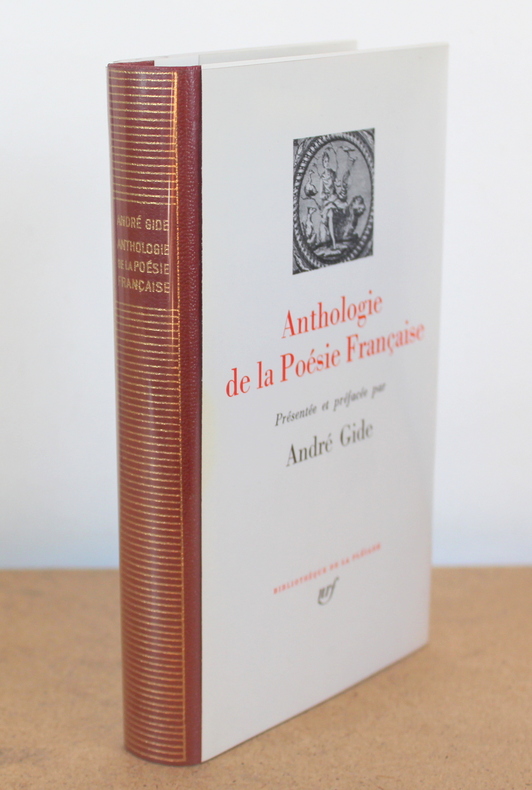 ANDRÉ GIDE
ANTHOLOGIE
DE LA POÉSIE
FRANÇAISE
Anthologie
de la Poésie Française
Présentée et préfacée par
André Gide
BIBLIOTHÈQUE DE LA PLÉIADE
nrf